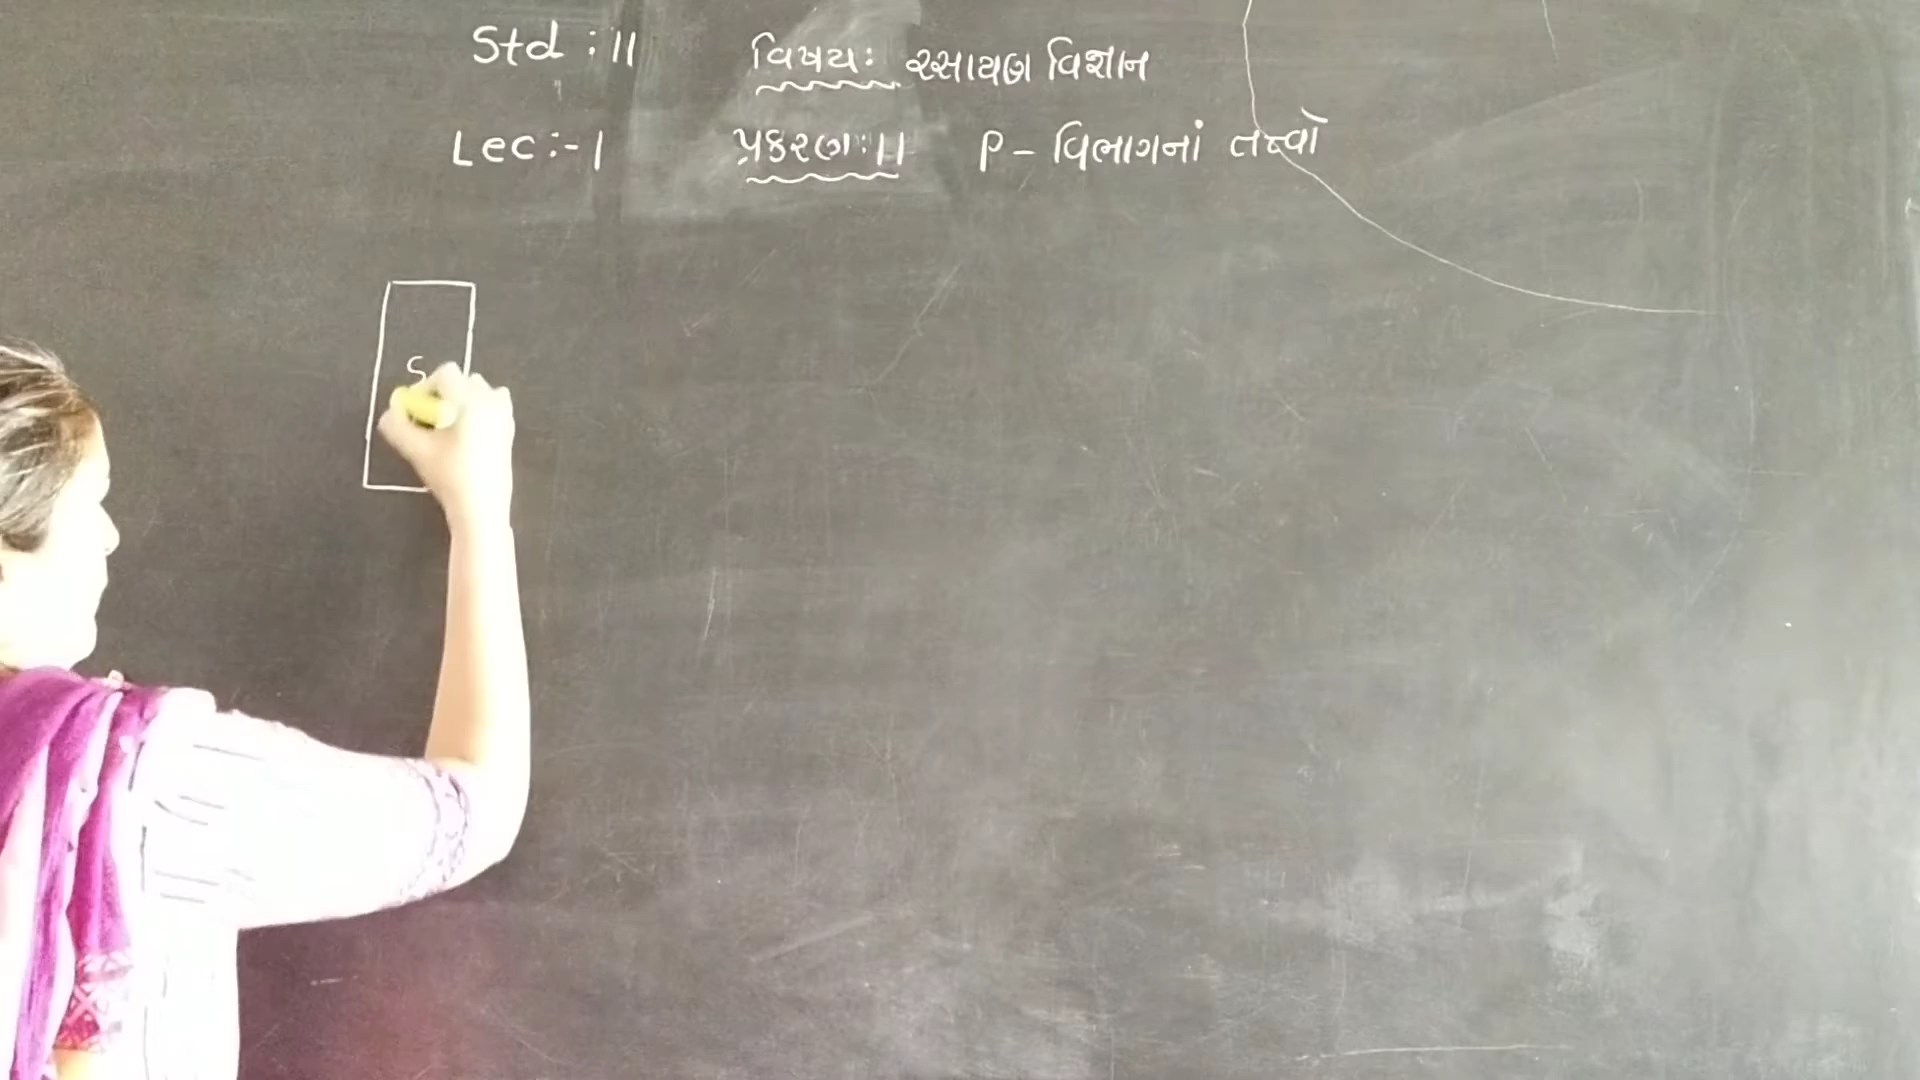 Std : 11 વિષય: રસાયણ વિજ્ઞાન
Lec :- 1 પ્રકરણ: 11 P - વિભાગનાં તત્ત્વો
S